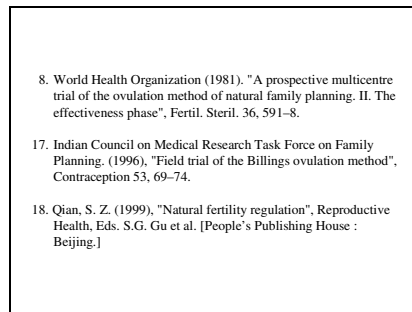 8. World Health Organization (1981). "A prospective multicentre
trial of the ovulation method of natural family planning. II. The
effectiveness phase", Fertil. Steril. 36, 591–8.
17. Indian Council on Medical Research Task Force on Family
Planning. (1996), "Field trial of the Billings ovulation method",
Contraception 53, 69–74.
18. Qian, S. Z. (1999), "Natural fertility regulation", Reproductive
Health, Eds. S.G. Gu et al. [People's Publishing House :
Beijing.]